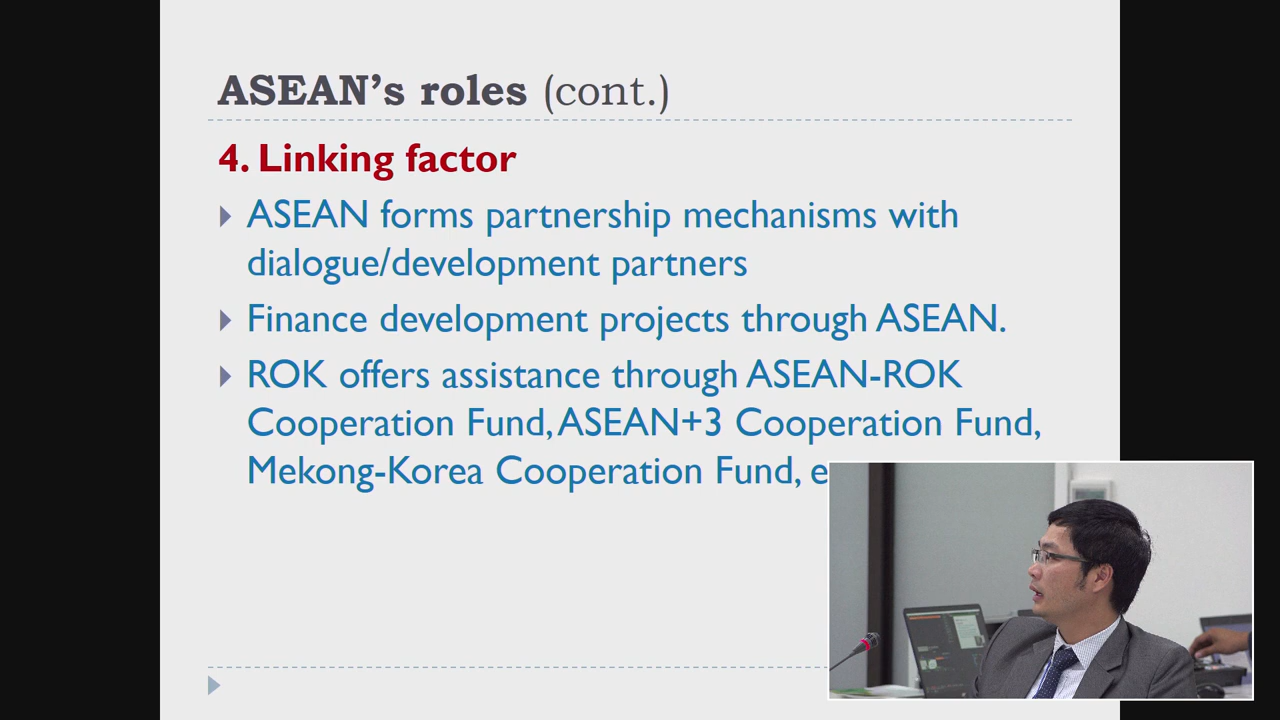 ASEAN’s roles (cont.)
4. Linking factor
ASEAN forms partnership mechanisms with
dialogue/development partners
Finance development projects through ASEAN.
ROK offers assistance through ASEAN-ROK
Cooperation Fund, ASEAN+3 Cooperation Fund,
Mekong-Korea Cooperation Fund,